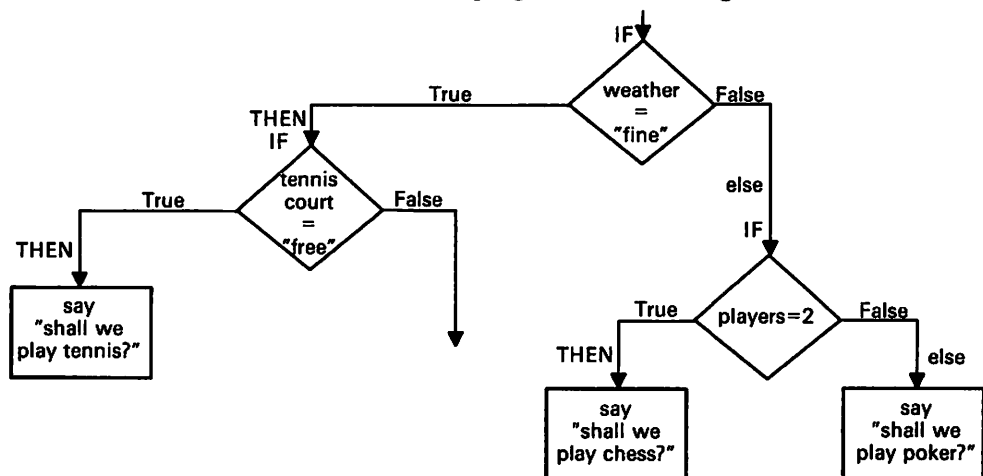 IF
weather
=
"fine"
True
False
THEN
IF
tennis
court
=
"free"
True
False
THEN
say
"shall we
play tennis?"
else
IF
players=2
True
False
THEN
say
"shall we
play chess?"
else
say
"shall we
play poker?"